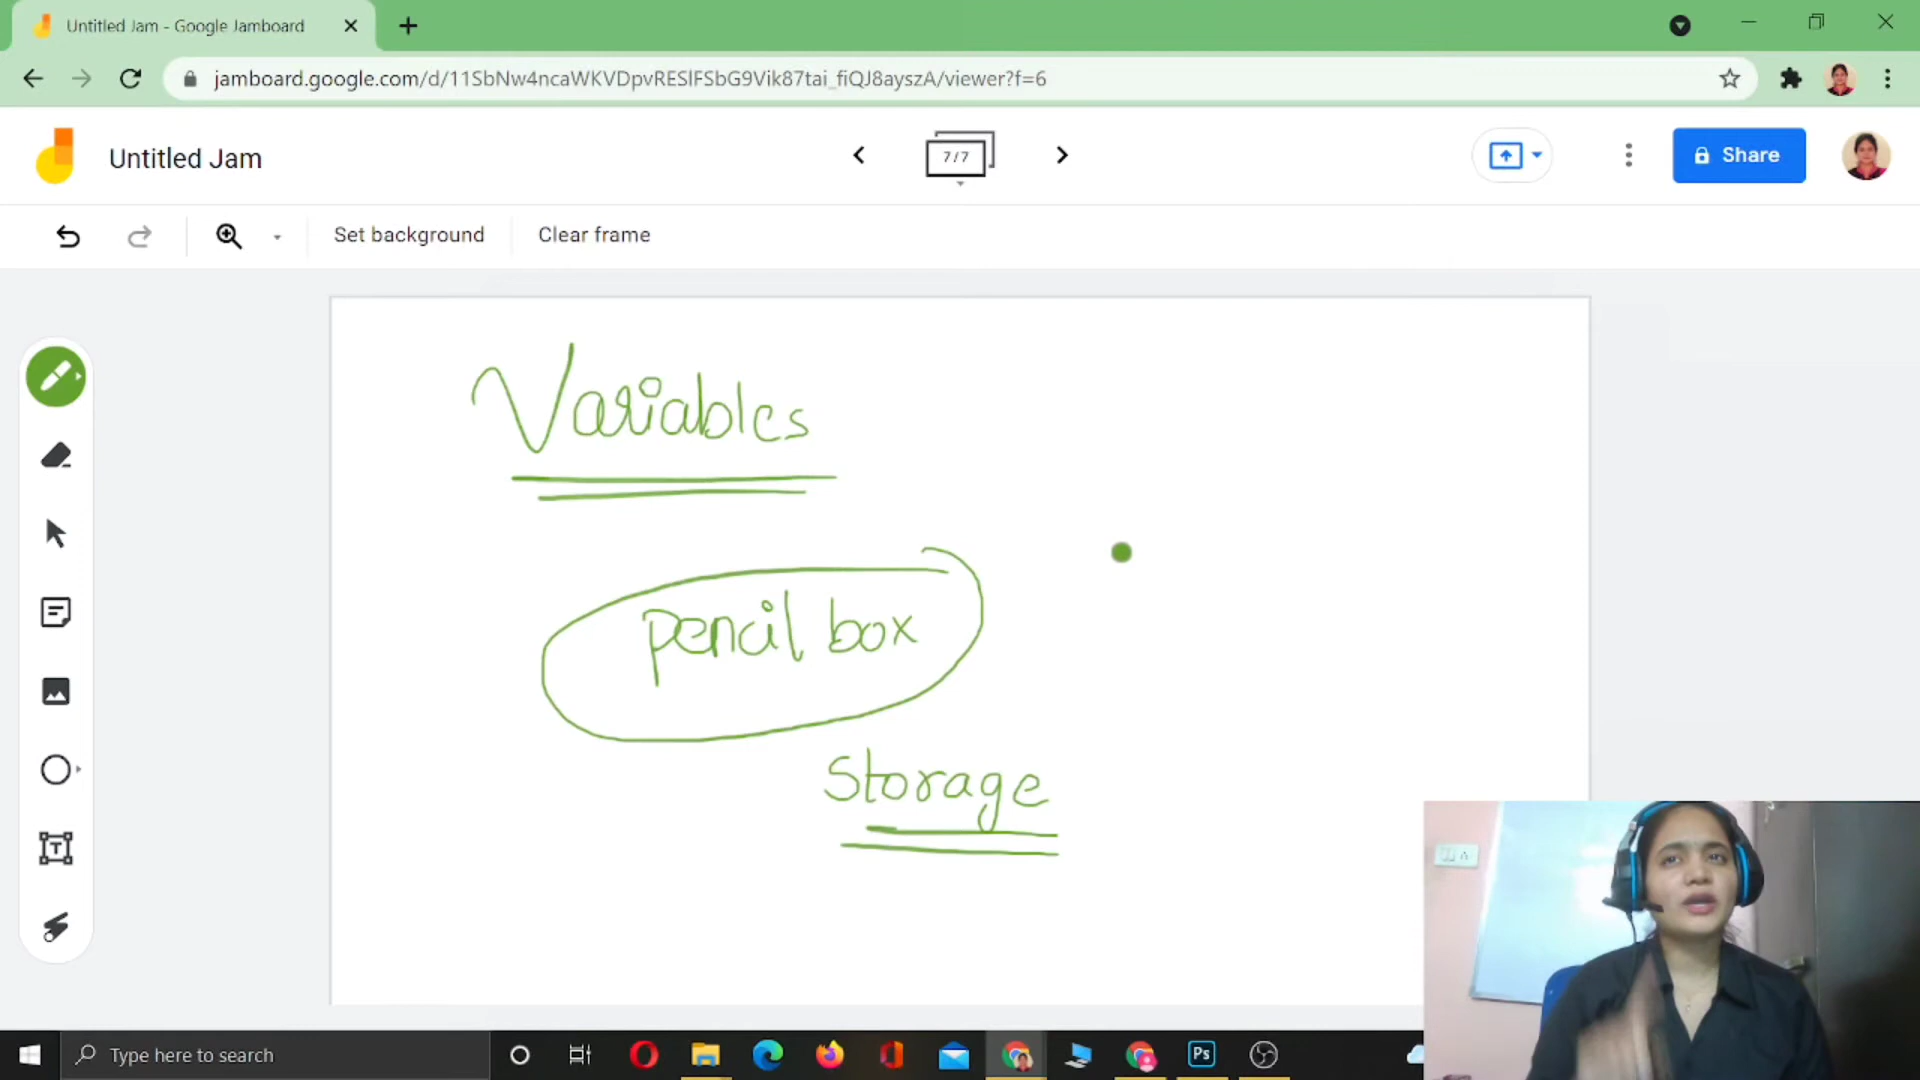 Untitled Jam - Google Jamboard
jamboard.google.com/d/11SbNw4ncaWKVDpvRESlFSbG9Vik87tai_fiQJ8ayszA/viewer?f=6
Untitled Jam
7/7
Share
Set background
Clear frame
Variables
pencil box
Storage
Type here to search
Ps